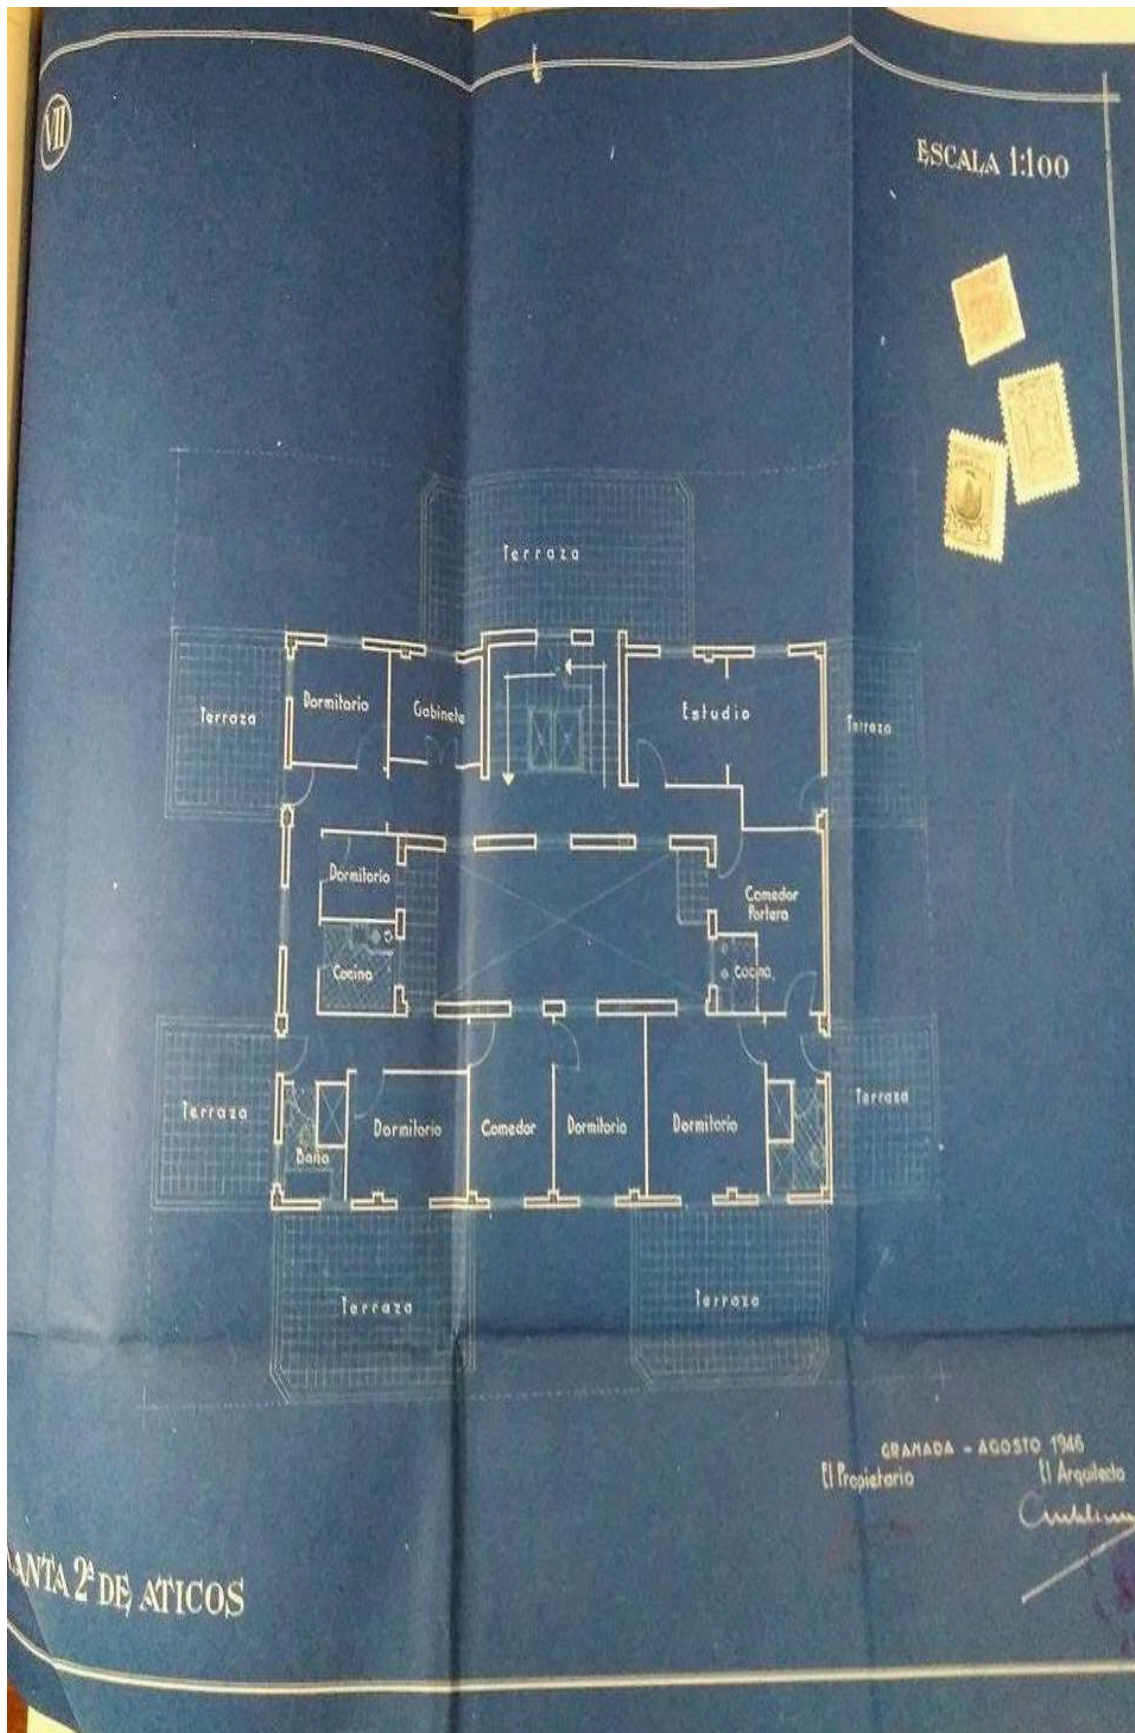 VII
ESCALA 1:100
Terraza
Dormitorio
Gabinete
Estudio
Terraza
Terraza
Dormitorio
Comedor
Portera
Cocina
Cocina
Terraza
Terraza
Dormitorio
Comedor
Dormitorio
Dormitorio
Baño
Terraza
Terraza
GRANADA - AGOSTO 1946
El Propietario
El Arquitecto
LANTA 2ª DE ATICOS